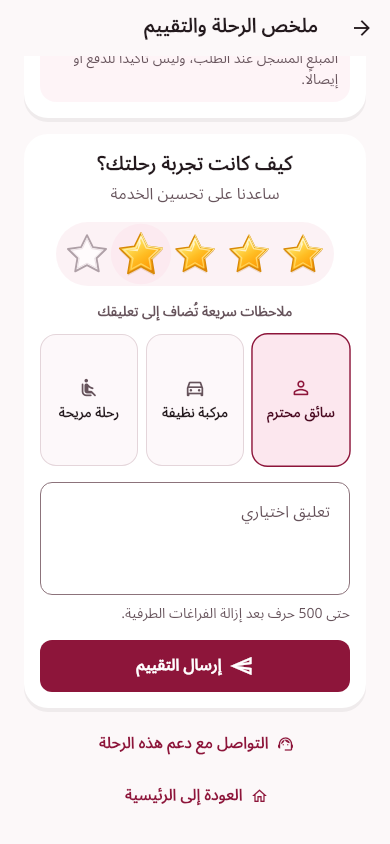 ملخص الرحلة والتقييم
المبلغ المسجل عند الطلب، وليس تأكيدًا للدفع أو
إيصالًا.
كيف كانت تجربة رحلتك؟
ساعدنا على تحسين الخدمة
ملاحظات سريعة تُضاف إلى تعليقك
سائق محترم
مركبة نظيفة
رحلة مريحة
تعليق اختياري
حتى 500 حرف بعد إزالة الفراغات الطرفية.
إرسال التقييم
التواصل مع دعم هذه الرحلة
العودة إلى الرئيسية